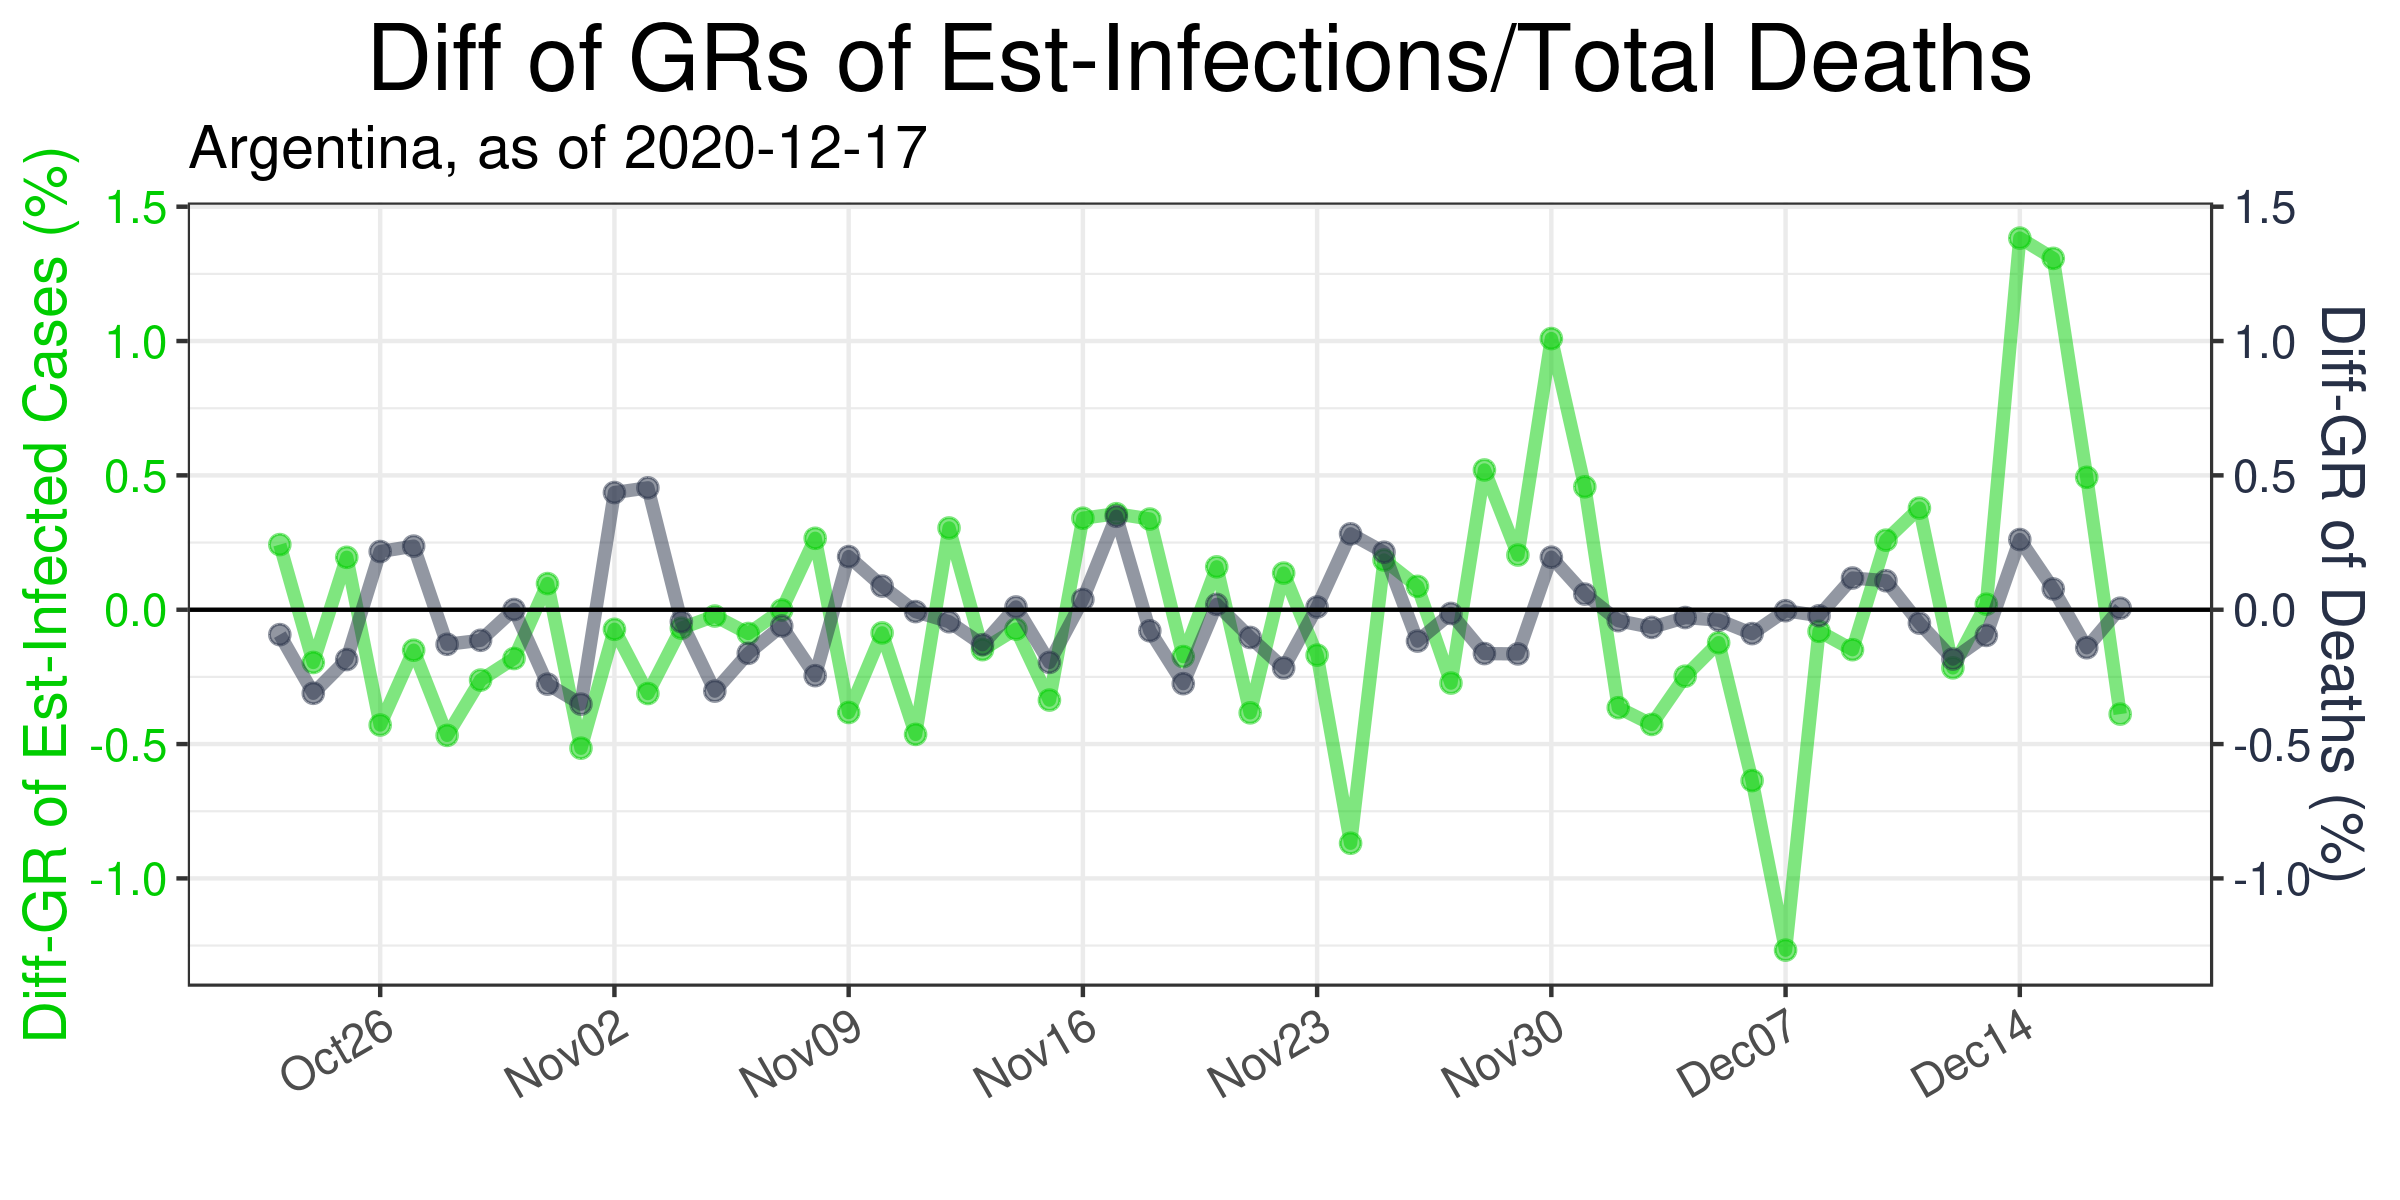 Diff of GRs of Est-Infections/Total Deaths
Argentina, as of 2020-12-17
Diff-GR of Est-Infected Cases (%)
1.5
1.0
0.5
0.0
-0.5
-1.0
1.5
1.0
0.5
0.0
-0.5
-1.0
Diff-GR of Deaths (%)
Oct26
Nov02
Nov09
Nov16
Nov23
Nov30
Dec07
Dec14